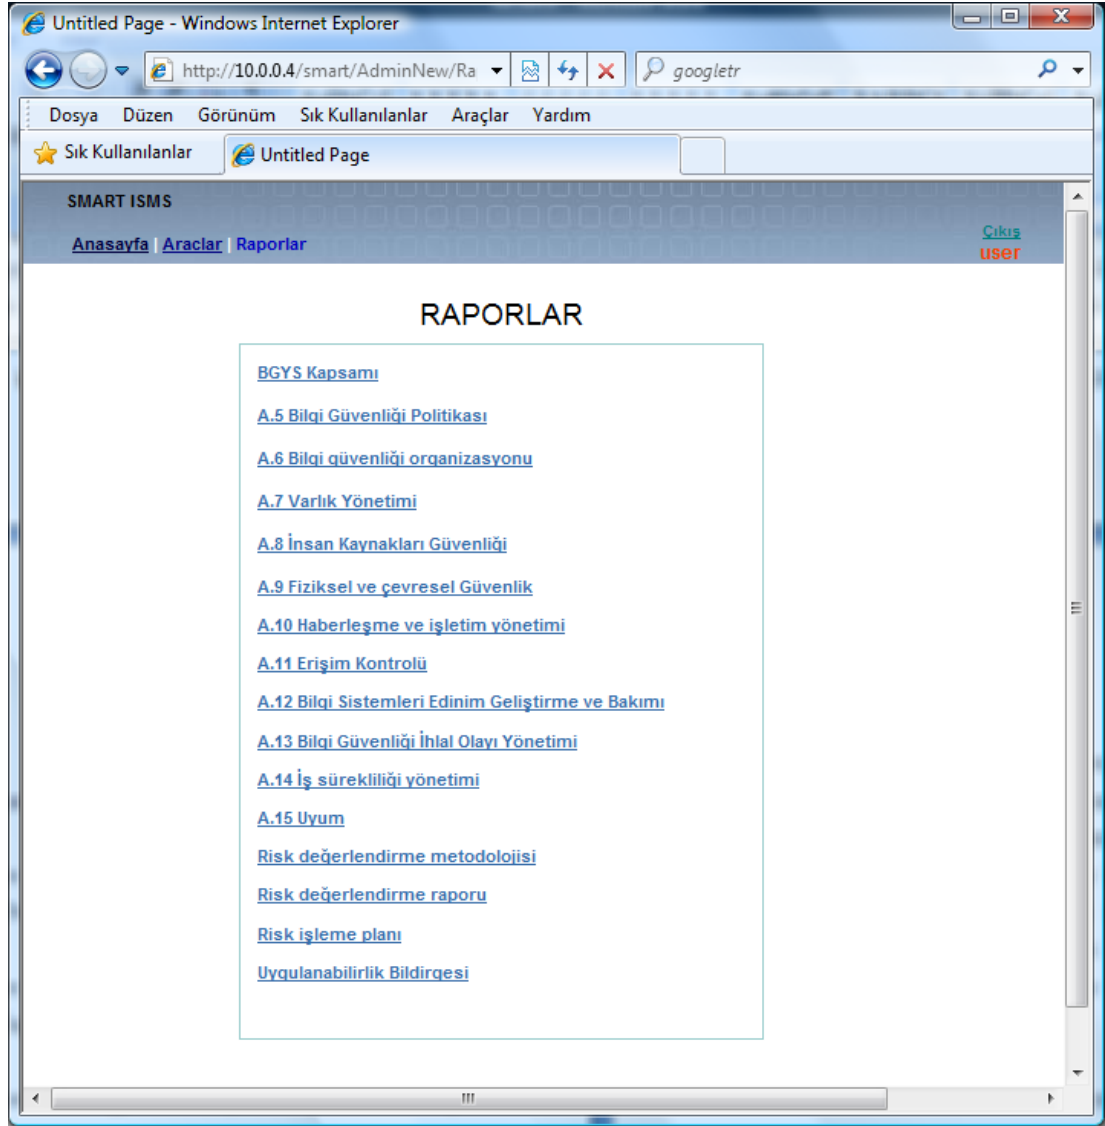 Untitled Page - Windows Internet Explorer
http://10.0.0.4/smart/AdminNew/Ra googletr
Dosya Düzen Görünüm Sık Kullanılanlar Araçlar Yardım
Sık Kullanılanlar Untitled Page
SMART ISMS
Anasayfa | Araclar | Raporlar
Çıkış
user
RAPORLAR
BGYS Kapsamı
A.5 Bilgi Güvenliği Politikası
A.6 Bilgi güvenliği organizasyonu
A.7 Varlık Yönetimi
A.8 İnsan Kaynakları Güvenliği
A.9 Fiziksel ve çevresel Güvenlik
A.10 Haberleşme ve işletim yönetimi
A.11 Erişim Kontrolü
A.12 Bilgi Sistemleri Edinim Geliştirme ve Bakımı
A.13 Bilgi Güvenliği İhlal Olayı Yönetimi
A.14 İş sürekliliği yönetimi
A.15 Uyum
Risk değerlendirme metodolojisi
Risk değerlendirme raporu
Risk işleme planı
Uygulanabilirlik Bildirgesi